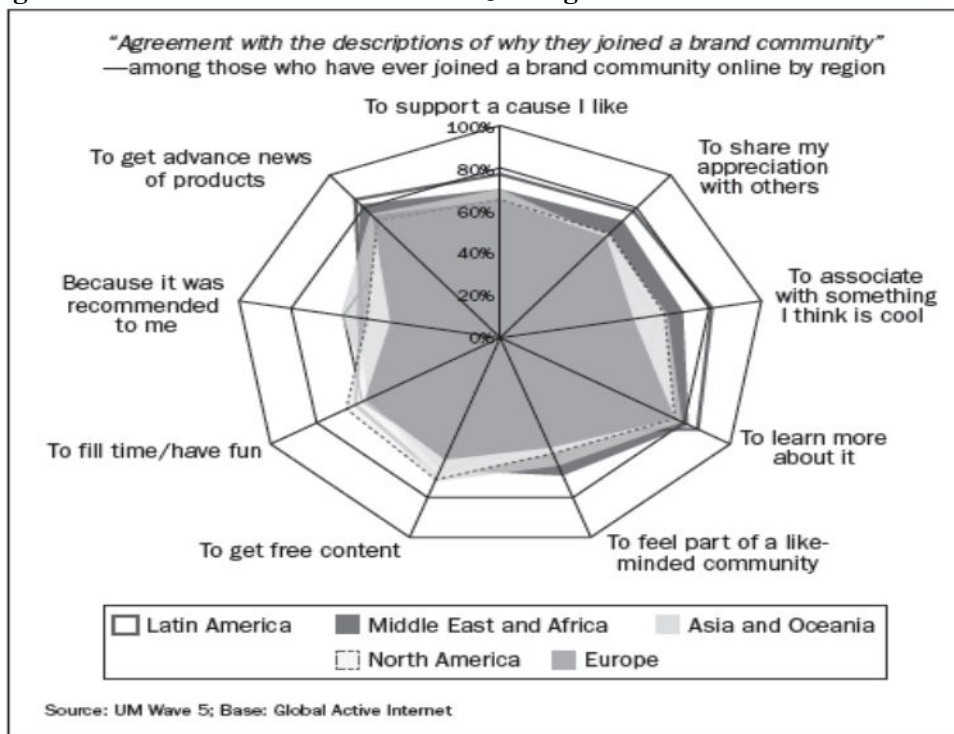 “Agreement with the descriptions of why they joined a brand community”
—among those who have ever joined a brand community online by region
To support a cause I like
100%
To get advance news
of products
To share my
appreciation
with others
80%
60%
40%
20%
0%
Because it was
recommended
to me
To associate
with something
I think is cool
To fill time/have fun
To learn more
about it
To get free content
To feel part of a like-
minded community
Latin America
Middle East and Africa
Asia and Oceania
North America
Europe
Source: UM Wave 5; Base: Global Active Internet